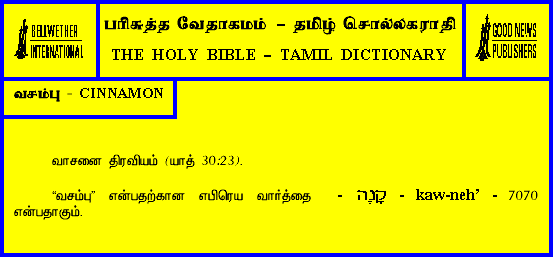 BELLWETHER
INTERNATIONAL
பரிசுத்த வேதாகமம் – தமிழ் சொல்லகராதி
THE HOLY BIBLE – TAMIL DICTIONARY
GOOD NEWS
PUBLISHERS
வசம்பு - CINNAMON
வாசனை திரவியம் (யாத் 30:23).
“வசம்பு” என்பதற்கான எபிரெய வார்த்தை - קָנֶה - kaw-neh’ - 7070
என்பதாகும்.